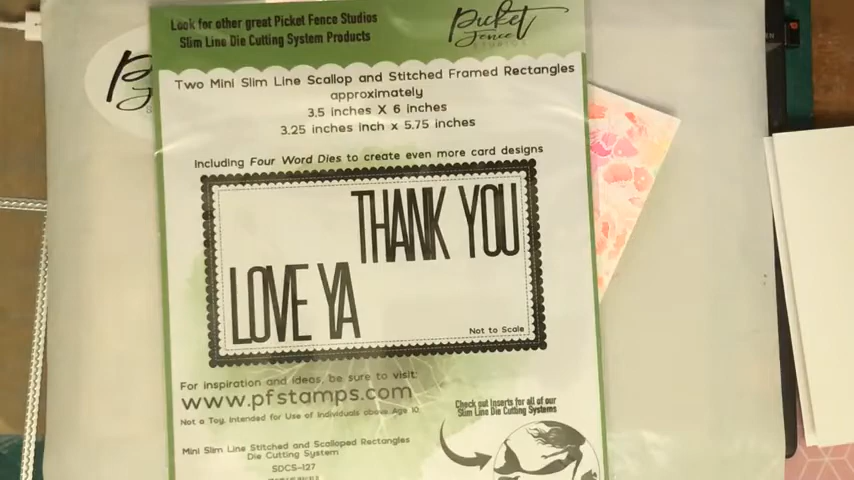 Look for other great Picket Fence Studios
Slim Line Die Cutting System Products
Picket
Fence
STUDIOS
Two Mini Slim Line Scallop and Stitched Framed Rectangles
approximately
3.5 inches X 6 inches
3.25 inches inch x 5.75 inches
Including Four Word Dies to create even more card designs
THANK YOU
LOVE YA
Not to Scale
For inspiration and ideas, be sure to visit:
www.pfstamps.com
Not a Toy. Intended for Use of Individuals above Age 10.
Check out Inserts for all of our
Slim Line Die Cutting Systems
Mini Slim Line Stitched and Scalloped Rectangles
Die Cutting System
SDCS-127